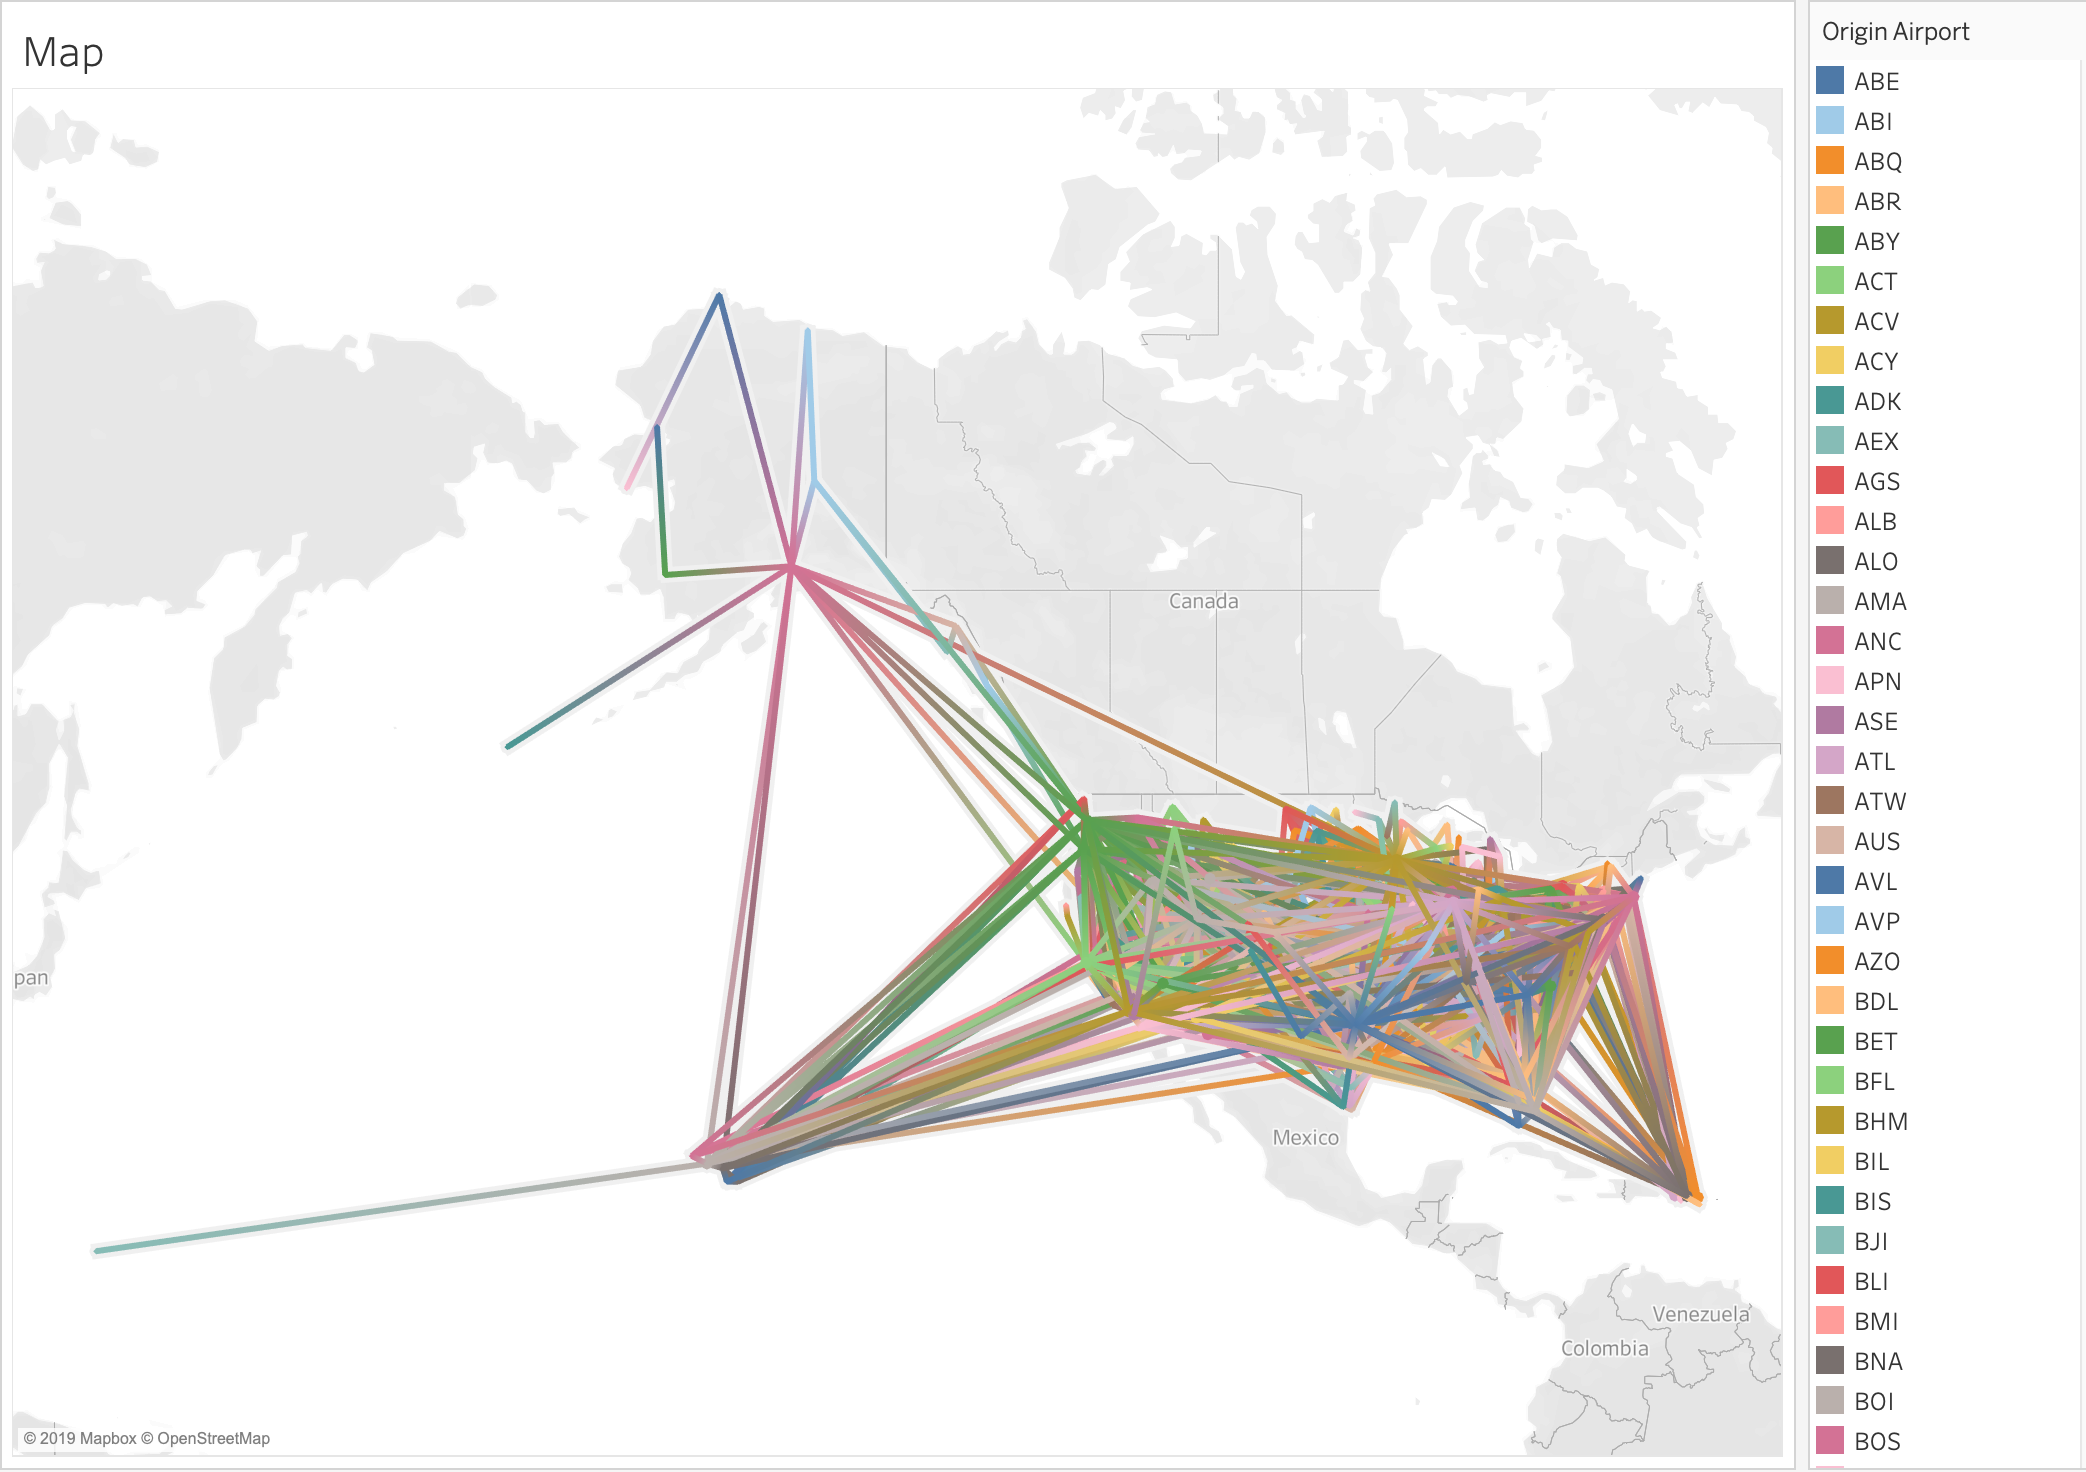 Map
Origin Airport
ABE
ABI
ABQ
ABR
ABY
ACT
ACV
ACY
ADK
AEX
AGS
ALB
ALO
AMA
ANC
APN
ASE
ATL
ATW
AUS
AVL
AVP
AZO
BDL
BET
BFL
BHM
BIL
BIS
BJI
BLI
BMI
BNA
BOI
BOS
Canada
pan
Mexico
Venezuela
Colombia
© 2019 Mapbox © OpenStreetMap